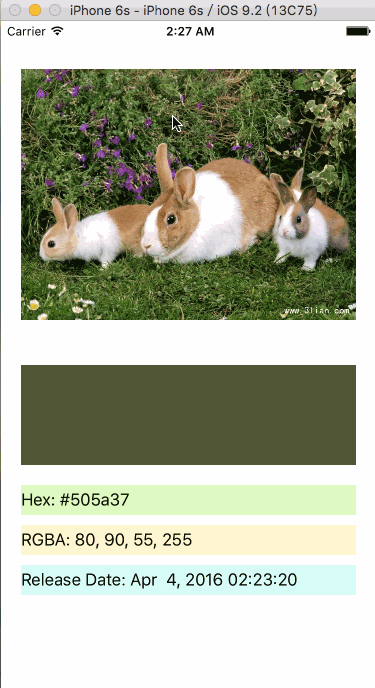 iPhone 6s - iPhone 6s / iOS 9.2 (13C75)
Carrier 2:27 AM
www.3lian.com
Hex: #505a37
RGBA: 80, 90, 55, 255
Release Date: Apr  4, 2016 02:23:20